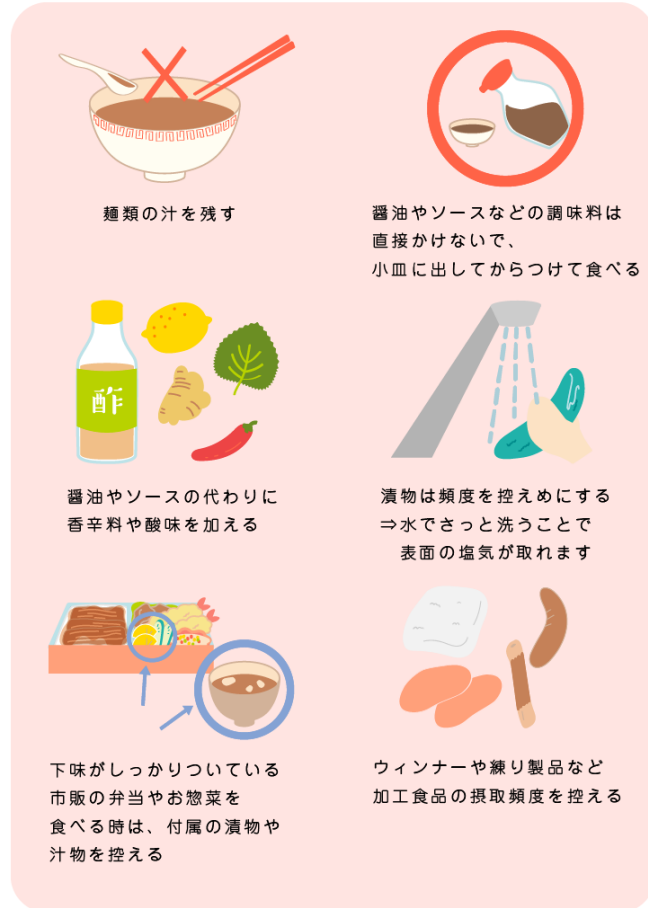 麺類の汁を残す
醤油やソースなどの調味料は
直接かけないで、
小皿に出してからつけて食べる
酢
醤油やソースの代わりに
香辛料や酸味を加える
漬物は頻度を控えめにする
⇒水でさっと洗うことで
表面の塩気が取れます
下味がしっかりついている
市販の弁当やお惣菜を
食べる時は、付属の漬物や
汁物を控える
ウィンナーや練り製品など
加工食品の摂取頻度を控える